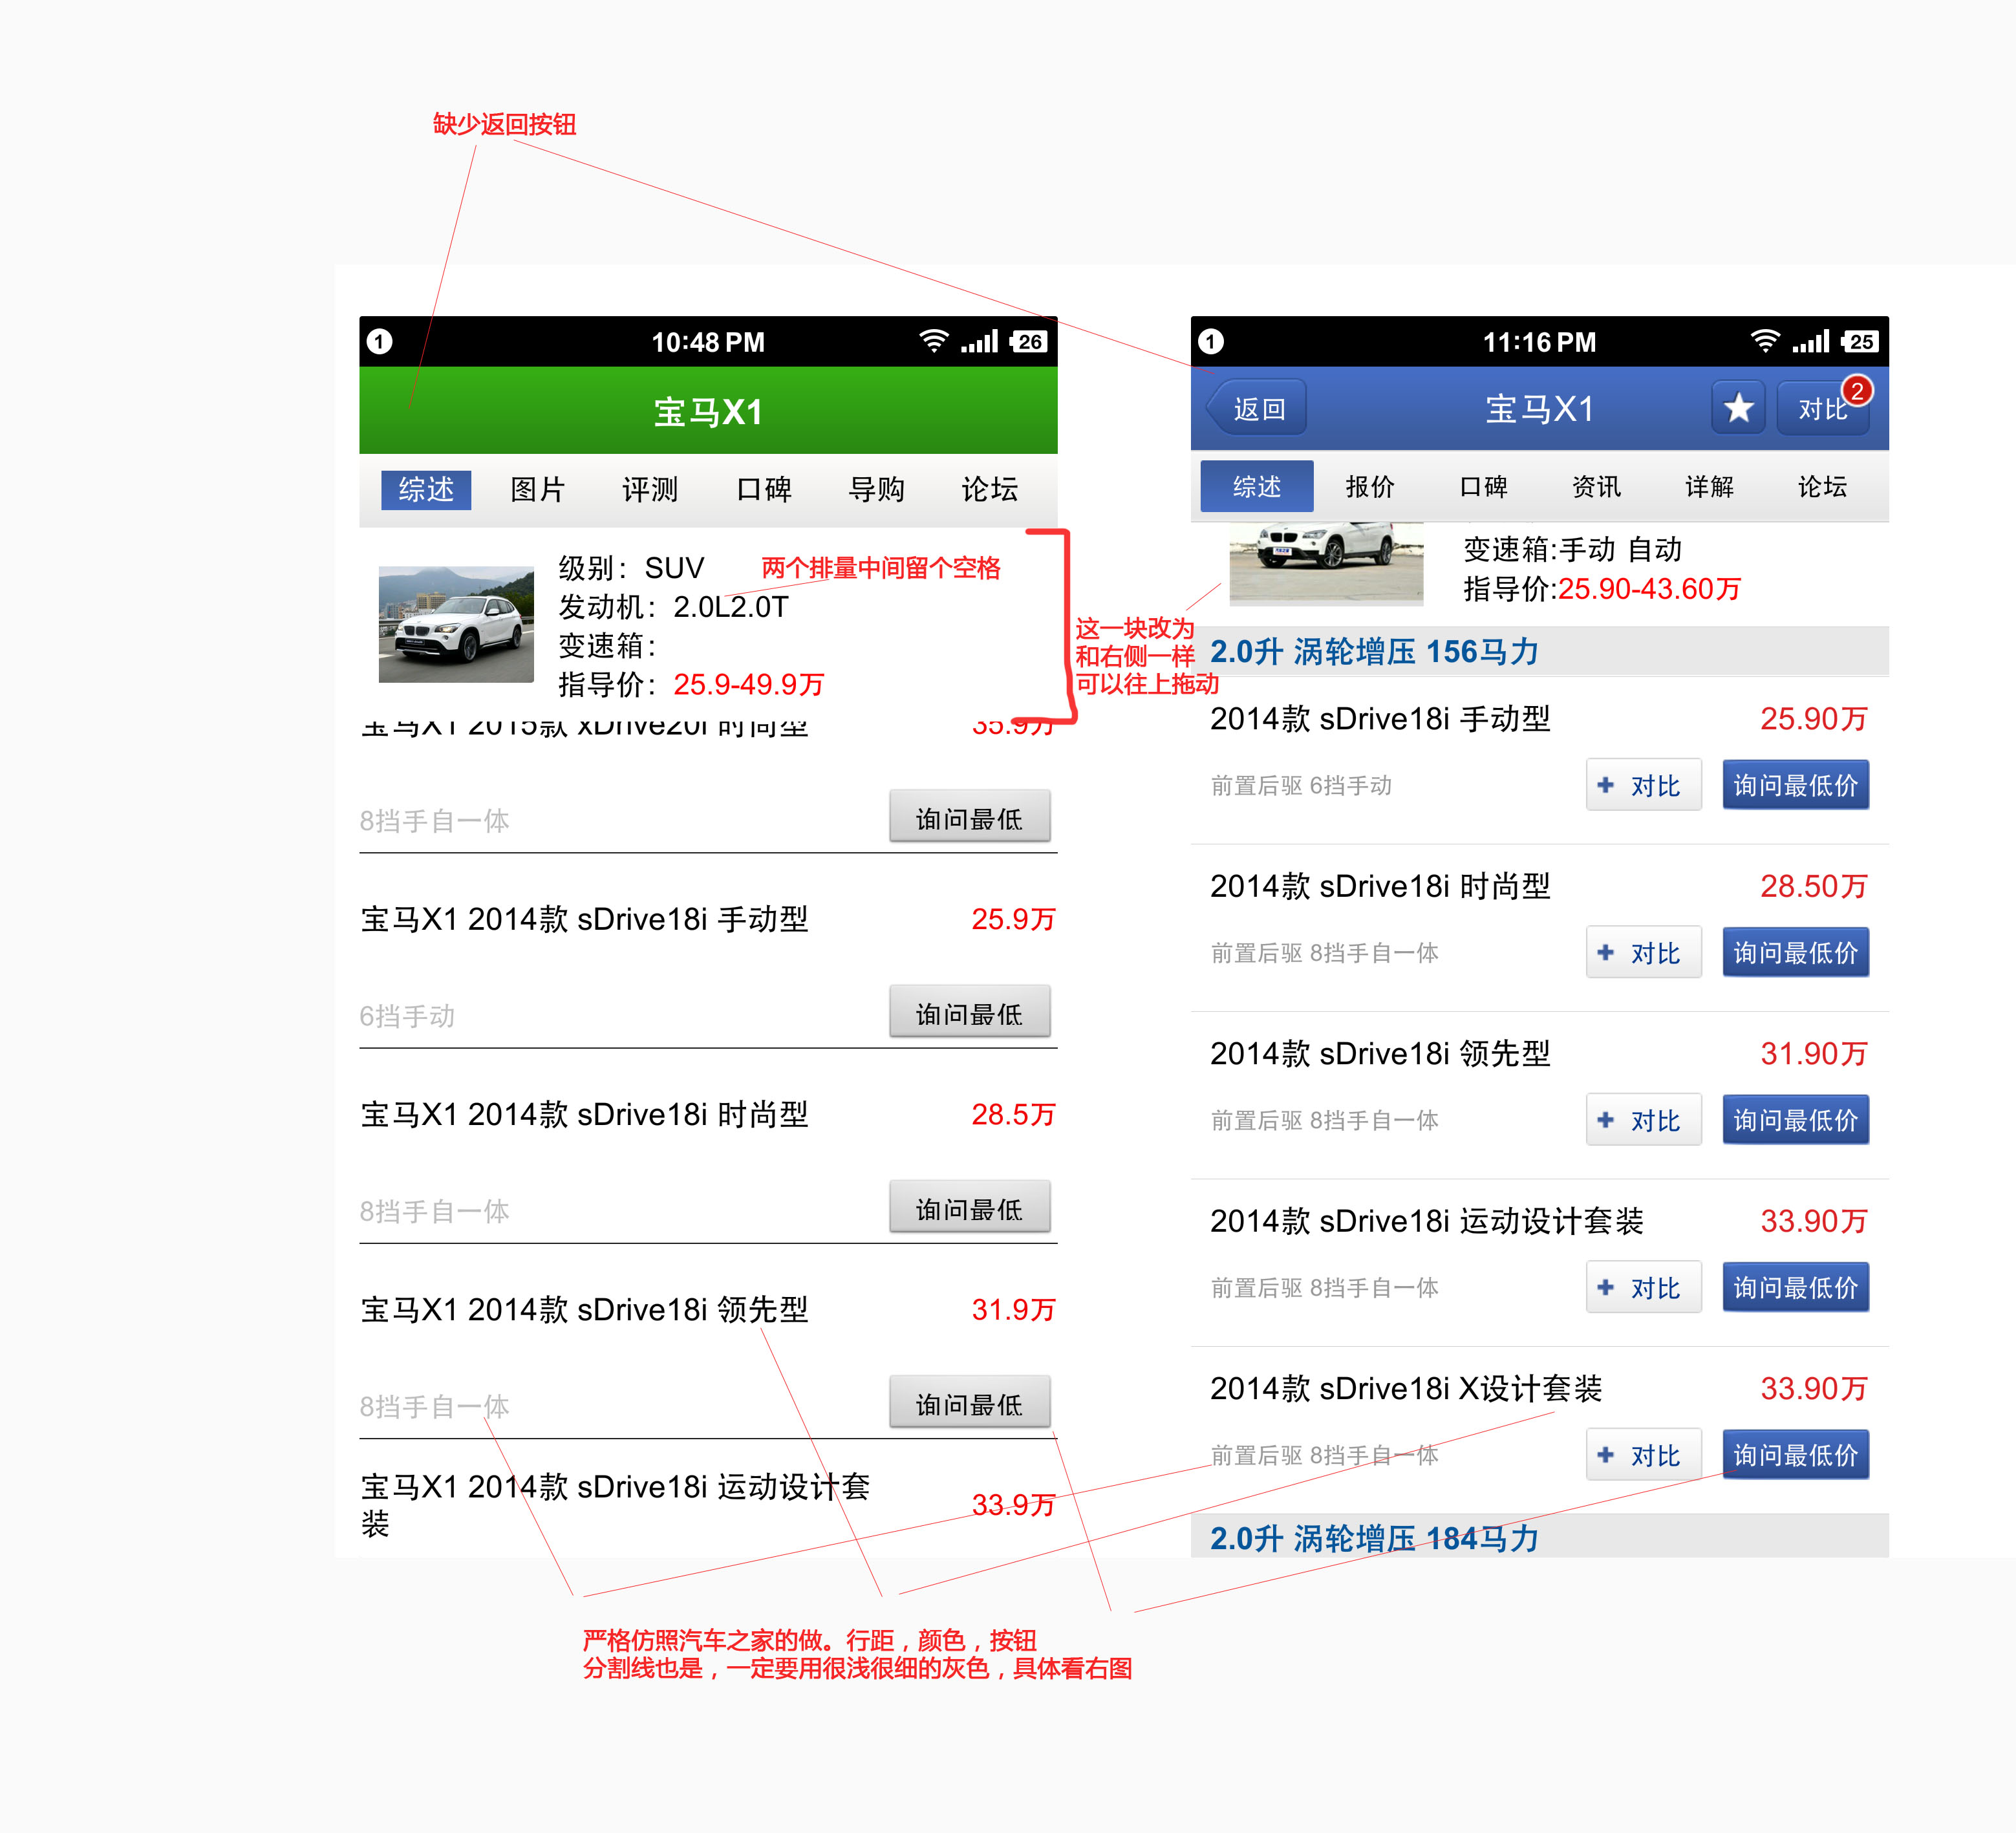 缺少返回按钮
1 10:48 PM 26
宝马X1
综述 图片 评测 口碑 导购 论坛
级别：SUV
两个排量中间留个空格
发动机：2.0L2.0T
变速箱：
指导价：25.9-49.9万
这一块改为
和右侧一样
可以往上拖动
宝马X1 2015款 xDrive20i 时尚型 35.9万
8挡手自一体 询问最低
宝马X1 2014款 sDrive18i 手动型 25.9万
6挡手动 询问最低
宝马X1 2014款 sDrive18i 时尚型 28.5万
8挡手自一体 询问最低
宝马X1 2014款 sDrive18i 领先型 31.9万
8挡手自一体 询问最低
宝马X1 2014款 sDrive18i 运动设计套
装 33.9万
1 11:16 PM 25
返回 宝马X1 对比 2
综述 报价 口碑 资讯 详解 论坛
变速箱:手动 自动
指导价:25.90-43.60万
2.0升 涡轮增压 156马力
2014款 sDrive18i 手动型 25.90万
前置后驱 6挡手动 + 对比 询问最低价
2014款 sDrive18i 时尚型 28.50万
前置后驱 8挡手自一体 + 对比 询问最低价
2014款 sDrive18i 领先型 31.90万
前置后驱 8挡手自一体 + 对比 询问最低价
2014款 sDrive18i 运动设计套装 33.90万
前置后驱 8挡手自一体 + 对比 询问最低价
2014款 sDrive18i X设计套装 33.90万
前置后驱 8挡手自一体 + 对比 询问最低价
2.0升 涡轮增压 184马力
严格仿照汽车之家的做。行距，颜色，按钮
分割线也是，一定要用很浅很细的灰色，具体看右图